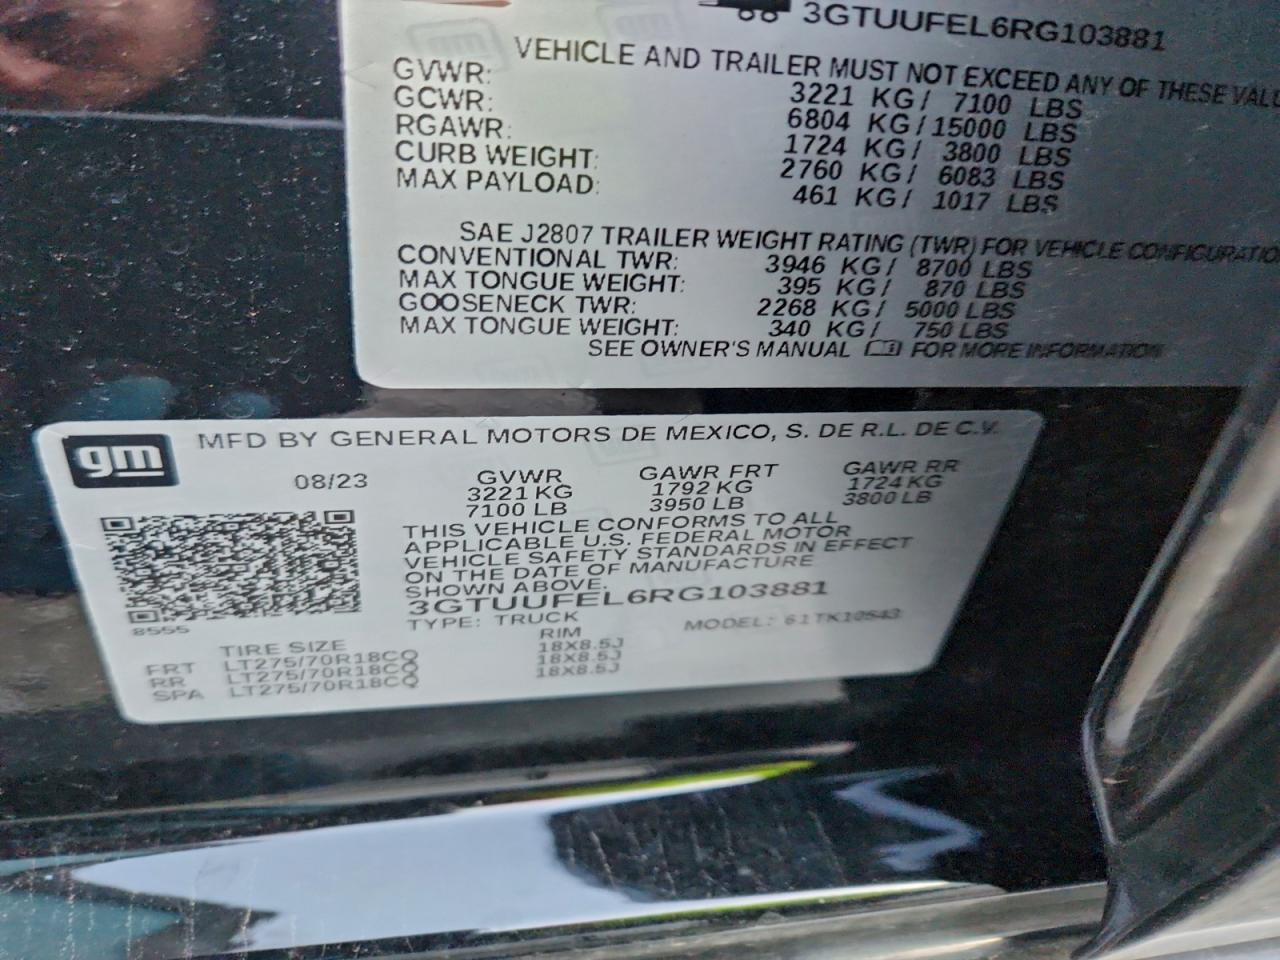 3GTUUFEL6RG103881
VEHICLE AND TRAILER MUST NOT EXCEED ANY OF THESE VALU
GVWR: 3221 KG/ 7100 LBS
GCWR: 6804 KG/ 15000 LBS
RGAWR: 1724 KG/ 3800 LBS
CURB WEIGHT: 2760 KG/ 6083 LBS
MAX PAYLOAD: 461 KG/ 1017 LBS
SAE J2807 TRAILER WEIGHT RATING (TWR) FOR VEHICLE CONFIGURATIO
CONVENTIONAL TWR: 3946 KG/ 8700 LBS
MAX TONGUE WEIGHT: 395 KG/ 870 LBS
GOOSENECK TWR: 2268 KG/ 5000 LBS
MAX TONGUE WEIGHT: 340 KG/ 750 LBS
SEE OWNER'S MANUAL FOR MORE INFORMATION
gm MFD BY GENERAL MOTORS DE MEXICO, S. DE R.L. DE C.V.
08/23 GVWR GAWR FRT GAWR RR
3221 KG 1792 KG 1724 KG
7100 LB 3950 LB 3800 LB
THIS VEHICLE CONFORMS TO ALL
APPLICABLE U.S. FEDERAL MOTOR
VEHICLE SAFETY STANDARDS IN EFFECT
ON THE DATE OF MANUFACTURE
SHOWN ABOVE.
3GTUUFEL6RG103881
8555
TYPE: TRUCK MODEL: 61TK10543
TIRE SIZE RIM
FRT LT275/70R18CQ 18X8.5J
RR LT275/70R18CQ 18X8.5J
SPA LT275/70R18CQ 18X8.5J